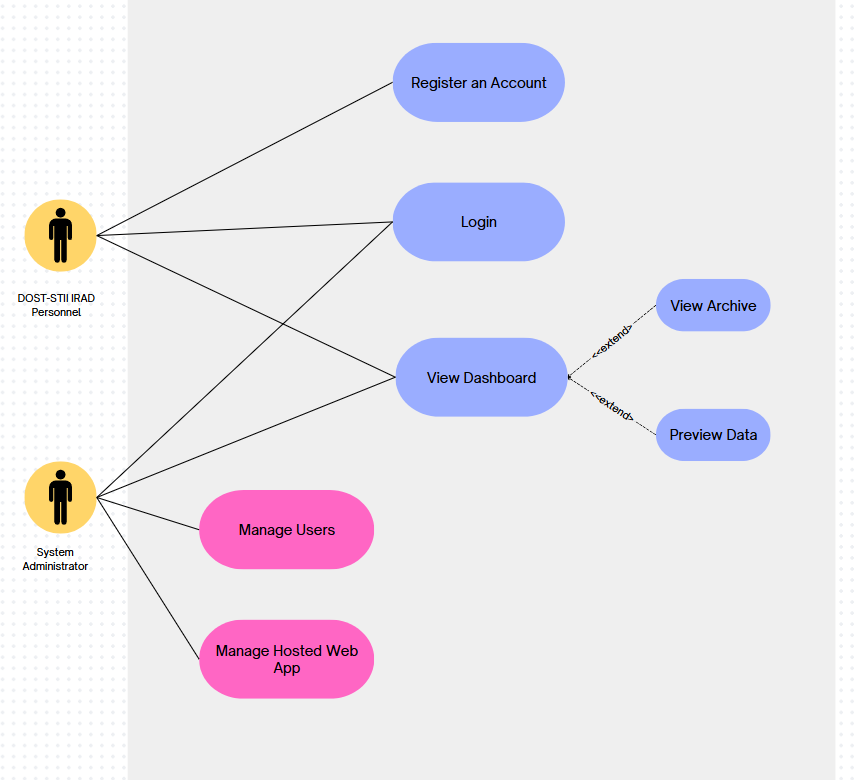 Register an Account
Login
DOST-STII IRAD
Personnel
View Archive
<<extend>
View Dashboard
<<extend>
Preview Data
Manage Users
System
Administrator
Manage Hosted Web
App